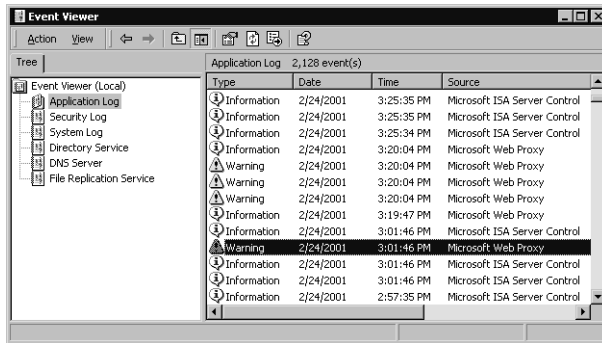 Event Viewer
Action View
Tree
Application Log 2,128 event(s)
Event Viewer (Local)
Application Log
Security Log
System Log
Directory Service
DNS Server
File Replication Service
Type Date Time Source
Information 2/24/2001 3:25:35 PM Microsoft ISA Server Control
Information 2/24/2001 3:25:35 PM Microsoft ISA Server Control
Information 2/24/2001 3:25:34 PM Microsoft ISA Server Control
Information 2/24/2001 3:20:04 PM Microsoft Web Proxy
Warning 2/24/2001 3:20:04 PM Microsoft Web Proxy
Warning 2/24/2001 3:20:04 PM Microsoft Web Proxy
Warning 2/24/2001 3:20:04 PM Microsoft Web Proxy
Information 2/24/2001 3:19:47 PM Microsoft Web Proxy
Information 2/24/2001 3:01:46 PM Microsoft ISA Server Control
Warning 2/24/2001 3:01:46 PM Microsoft Web Proxy
Information 2/24/2001 3:01:46 PM Microsoft ISA Server Control
Information 2/24/2001 3:01:46 PM Microsoft ISA Server Control
Information 2/24/2001 2:57:35 PM Microsoft ISA Server Control